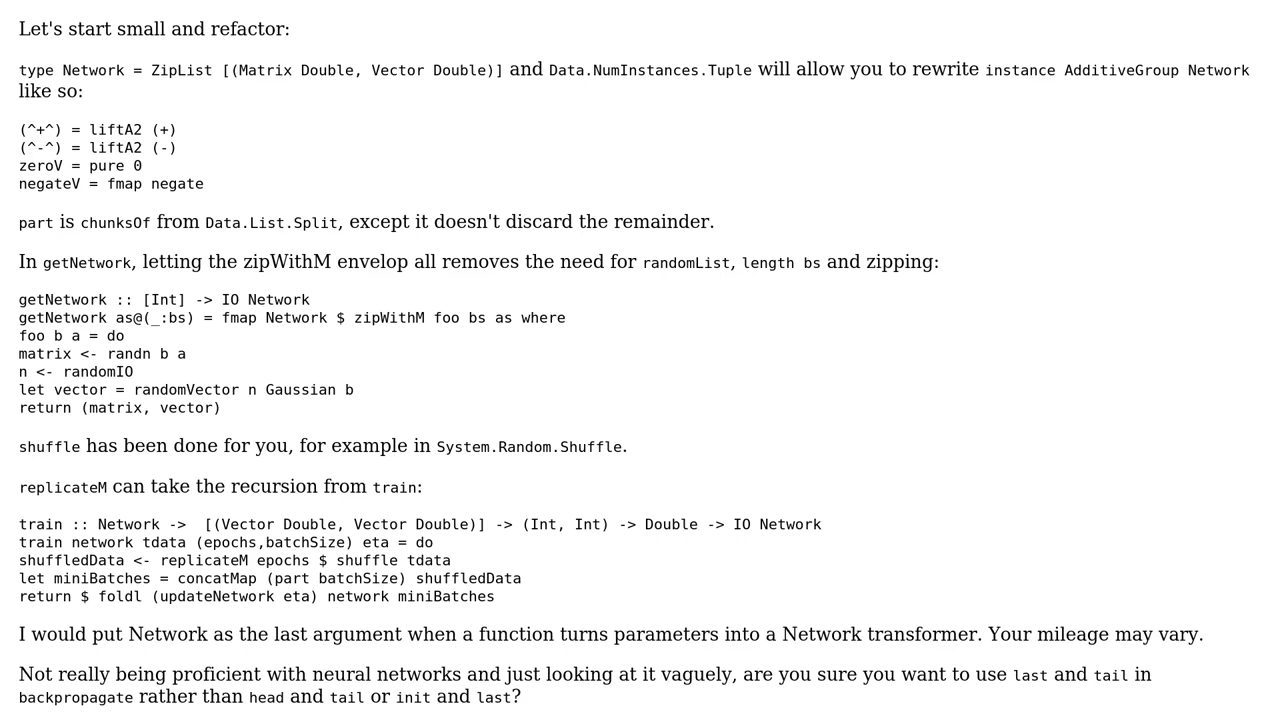 Let's start small and refactor:
type Network = ZipList [(Matrix Double, Vector Double)] and Data.NumInstances.Tuple will allow you to rewrite instance AdditiveGroup Network
like so:
(^+^) = liftA2 (+)
(^-^) = liftA2 (-)
zeroV = pure 0
negateV = fmap negate
part is chunksOf from Data.List.Split, except it doesn't discard the remainder.
In getNetwork, letting the zipWithM envelop all removes the need for randomList, length bs and zipping:
getNetwork :: [Int] -> IO Network
getNetwork as@(_:bs) = fmap Network $ zipWithM foo bs as where
foo b a = do
matrix <- randn b a
n <- randomIO
let vector = randomVector n Gaussian b
return (matrix, vector)
shuffle has been done for you, for example in System.Random.Shuffle.
replicateM can take the recursion from train:
train :: Network ->  [(Vector Double, Vector Double)] -> (Int, Int) -> Double -> IO Network
train network tdata (epochs,batchSize) eta = do
shuffledData <- replicateM epochs $ shuffle tdata
let miniBatches = concatMap (part batchSize) shuffledData
return $ foldl (updateNetwork eta) network miniBatches
I would put Network as the last argument when a function turns parameters into a Network transformer. Your mileage may vary.
Not really being proficient with neural networks and just looking at it vaguely, are you sure you want to use last and tail in
backpropagate rather than head and tail or init and last?